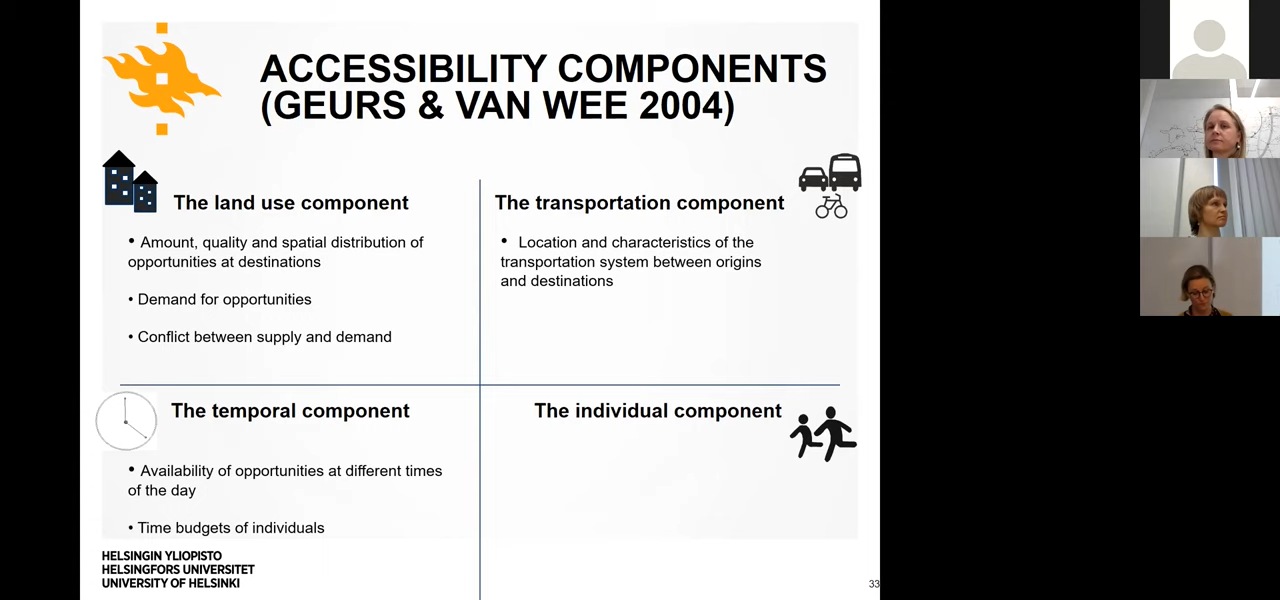 ACCESSIBILITY COMPONENTS
(GEURS & VAN WEE 2004)
The land use component
• Amount, quality and spatial distribution of
opportunities at destinations
• Demand for opportunities
• Conflict between supply and demand
The transportation component
• Location and characteristics of the
transportation system between origins
and destinations
The temporal component
• Availability of opportunities at different times
of the day
• Time budgets of individuals
The individual component
HELSINGIN YLIOPISTO
HELSINGFORS UNIVERSITET
UNIVERSITY OF HELSINKI
33